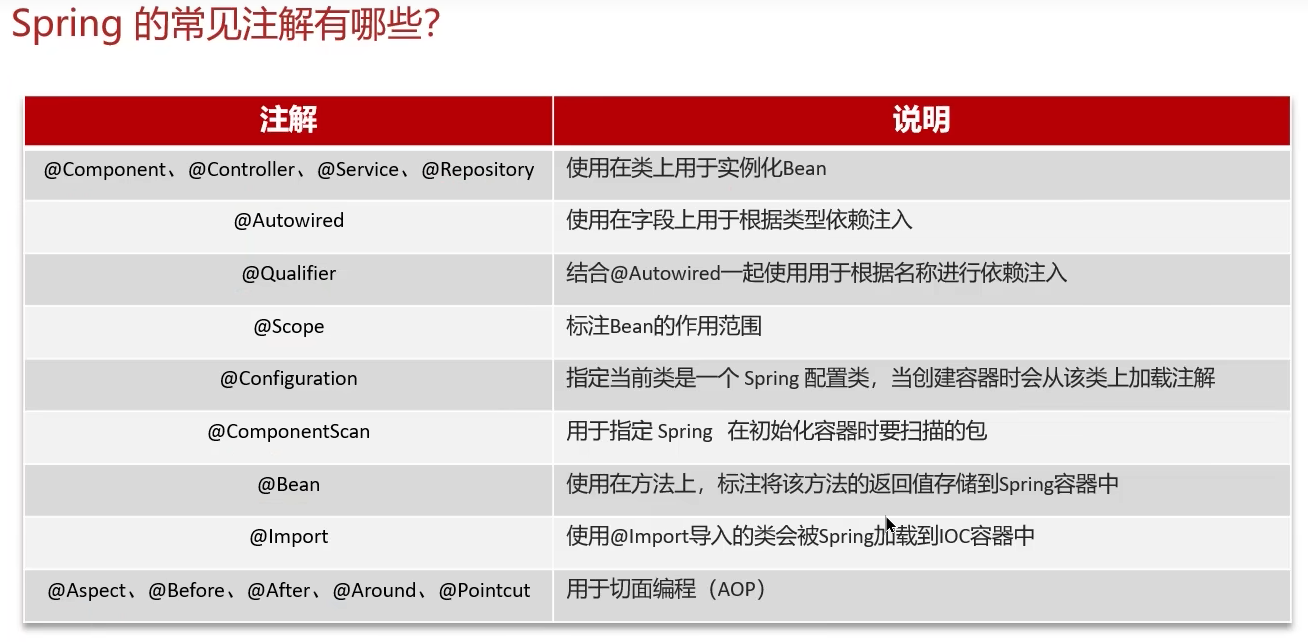 Spring 的常见注解有哪些?
注解 说明
@Component、@Controller、@Service、@Repository 使用在类上用于实例化Bean
@Autowired 使用在字段上用于根据类型依赖注入
@Qualifier 结合@Autowired一起使用用于根据名称进行依赖注入
@Scope 标注Bean的作用范围
@Configuration 指定当前类是一个 Spring 配置类，当创建容器时会从该类上加载注解
@ComponentScan 用于指定 Spring 在初始化容器时要扫描的包
@Bean 使用在方法上，标注将该方法的返回值存储到Spring容器中
@Import 使用@Import导入的类会被Spring加载到IOC容器中
@Aspect、@Before、@After、@Around、@Pointcut 用于切面编程（AOP）